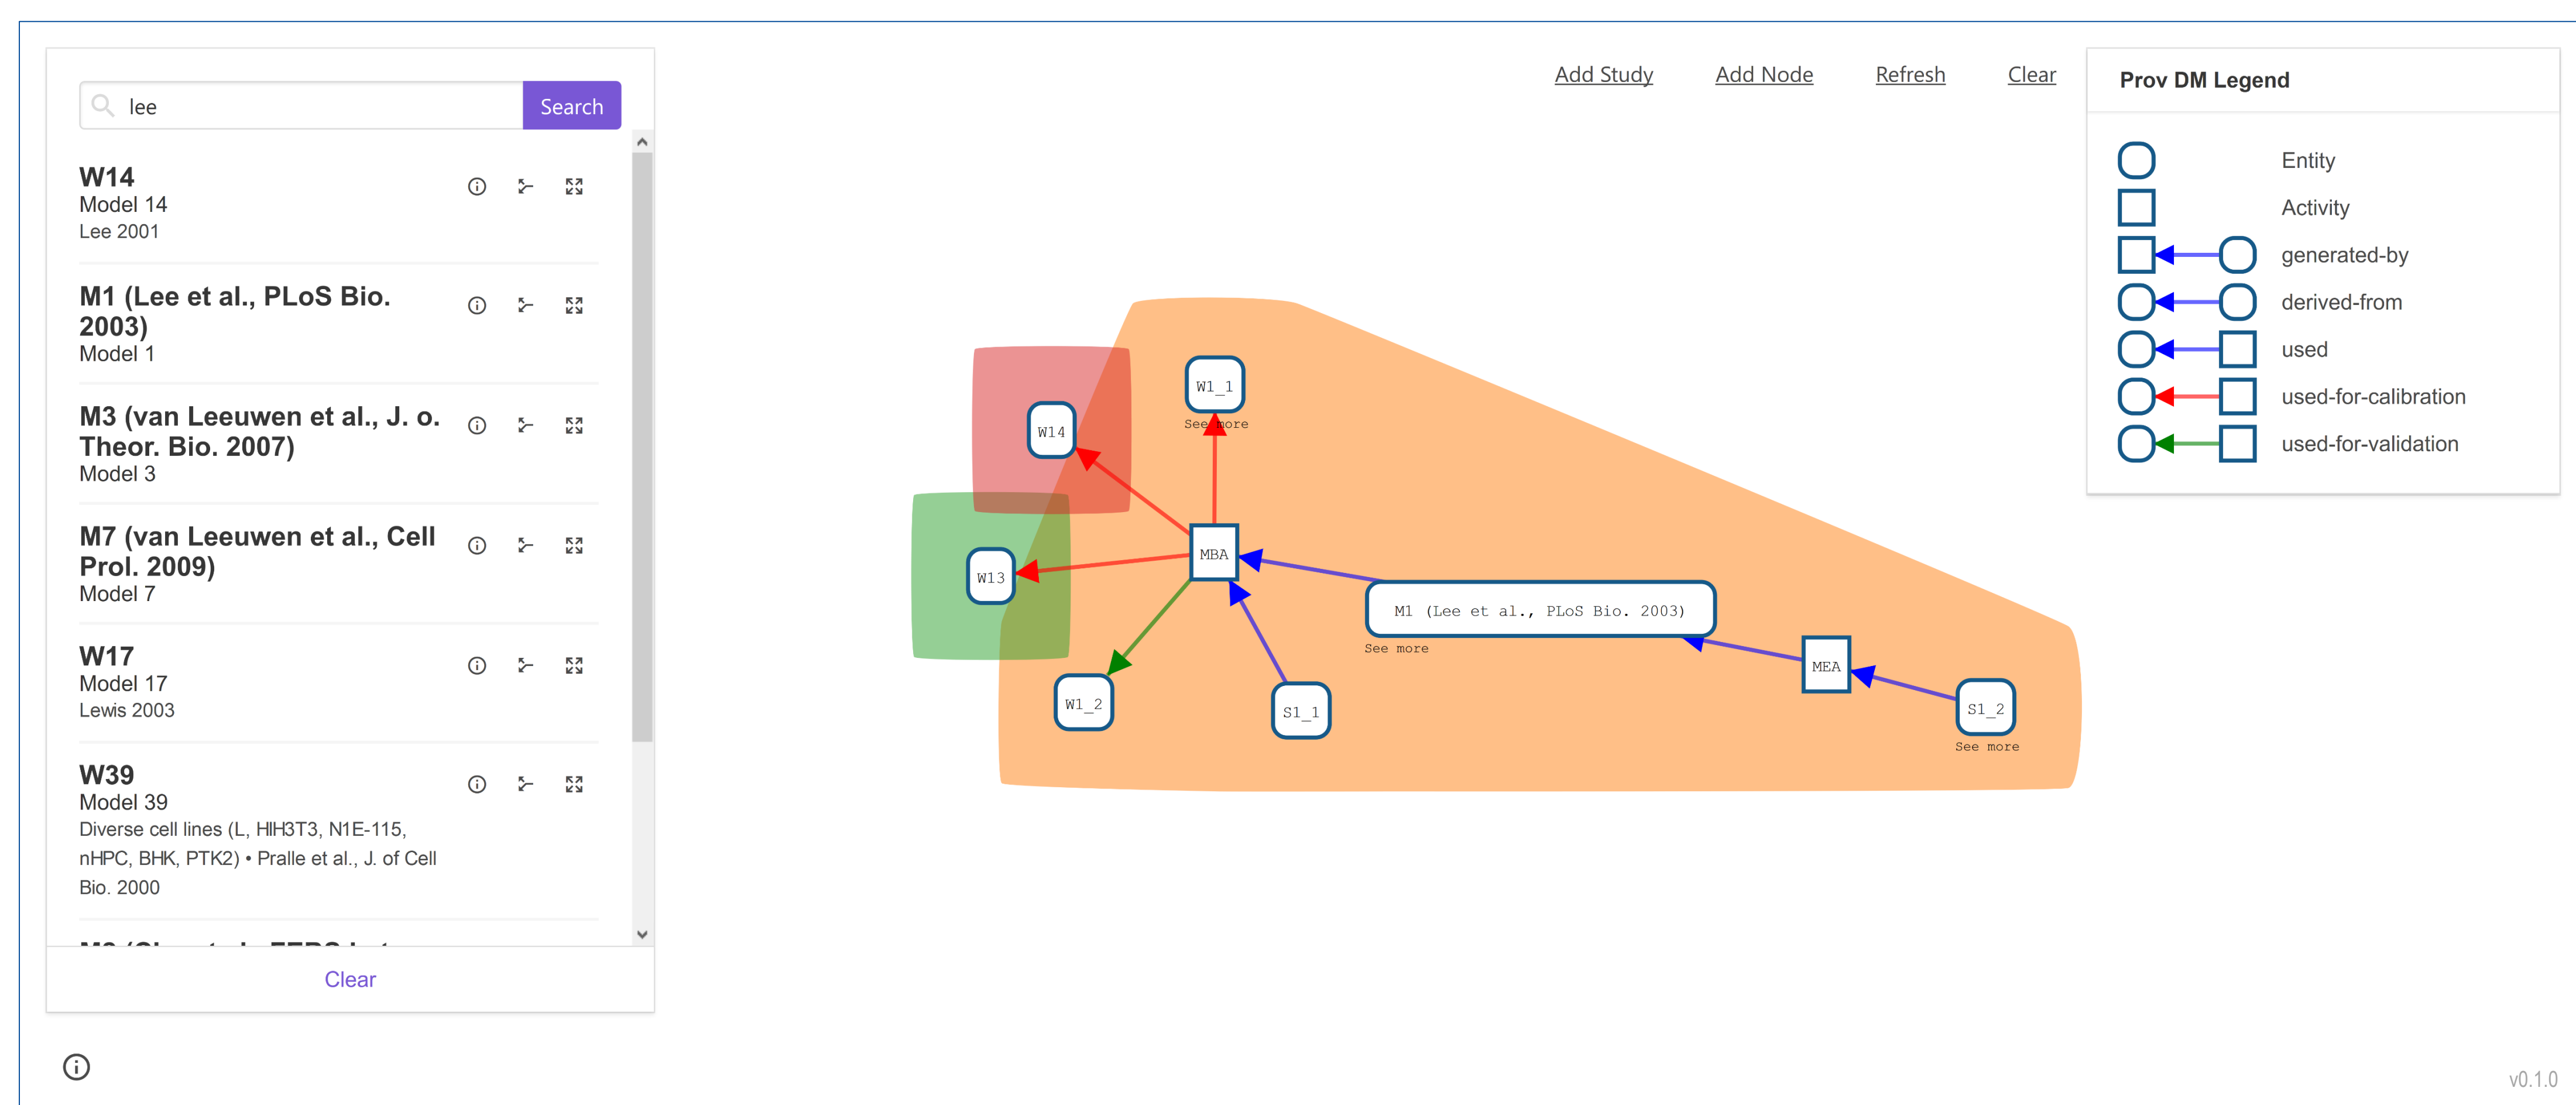 lee
Search
W14
Model 14
Lee 2001
M1 (Lee et al., PLoS Bio.
2003)
Model 1
M3 (van Leeuwen et al., J. o.
Theor. Bio. 2007)
Model 3
M7 (van Leeuwen et al., Cell
Prol. 2009)
Model 7
W17
Model 17
Lewis 2003
W39
Model 39
Diverse cell lines (L, HIH3T3, N1E-115,
nHPC, BHK, PTK2) • Pralle et al., J. of Cell
Bio. 2000
Clear
Add Study
Add Node
Refresh
Clear
W1_1
See more
W14
MBA
W13
M1 (Lee et al., PLoS Bio. 2003)
See more
MEA
W1_2
S1_1
S1_2
See more
Prov DM Legend
Entity
Activity
generated-by
derived-from
used
used-for-calibration
used-for-validation
v0.1.0